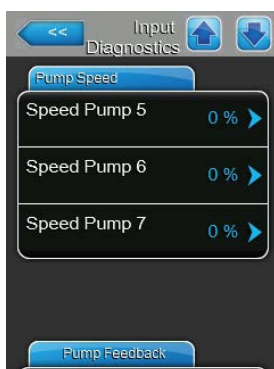 << Input
Diagnostics
Pump Speed
Speed Pump 5 0 %
Speed Pump 6 0 %
Speed Pump 7 0 %
Pump Feedback